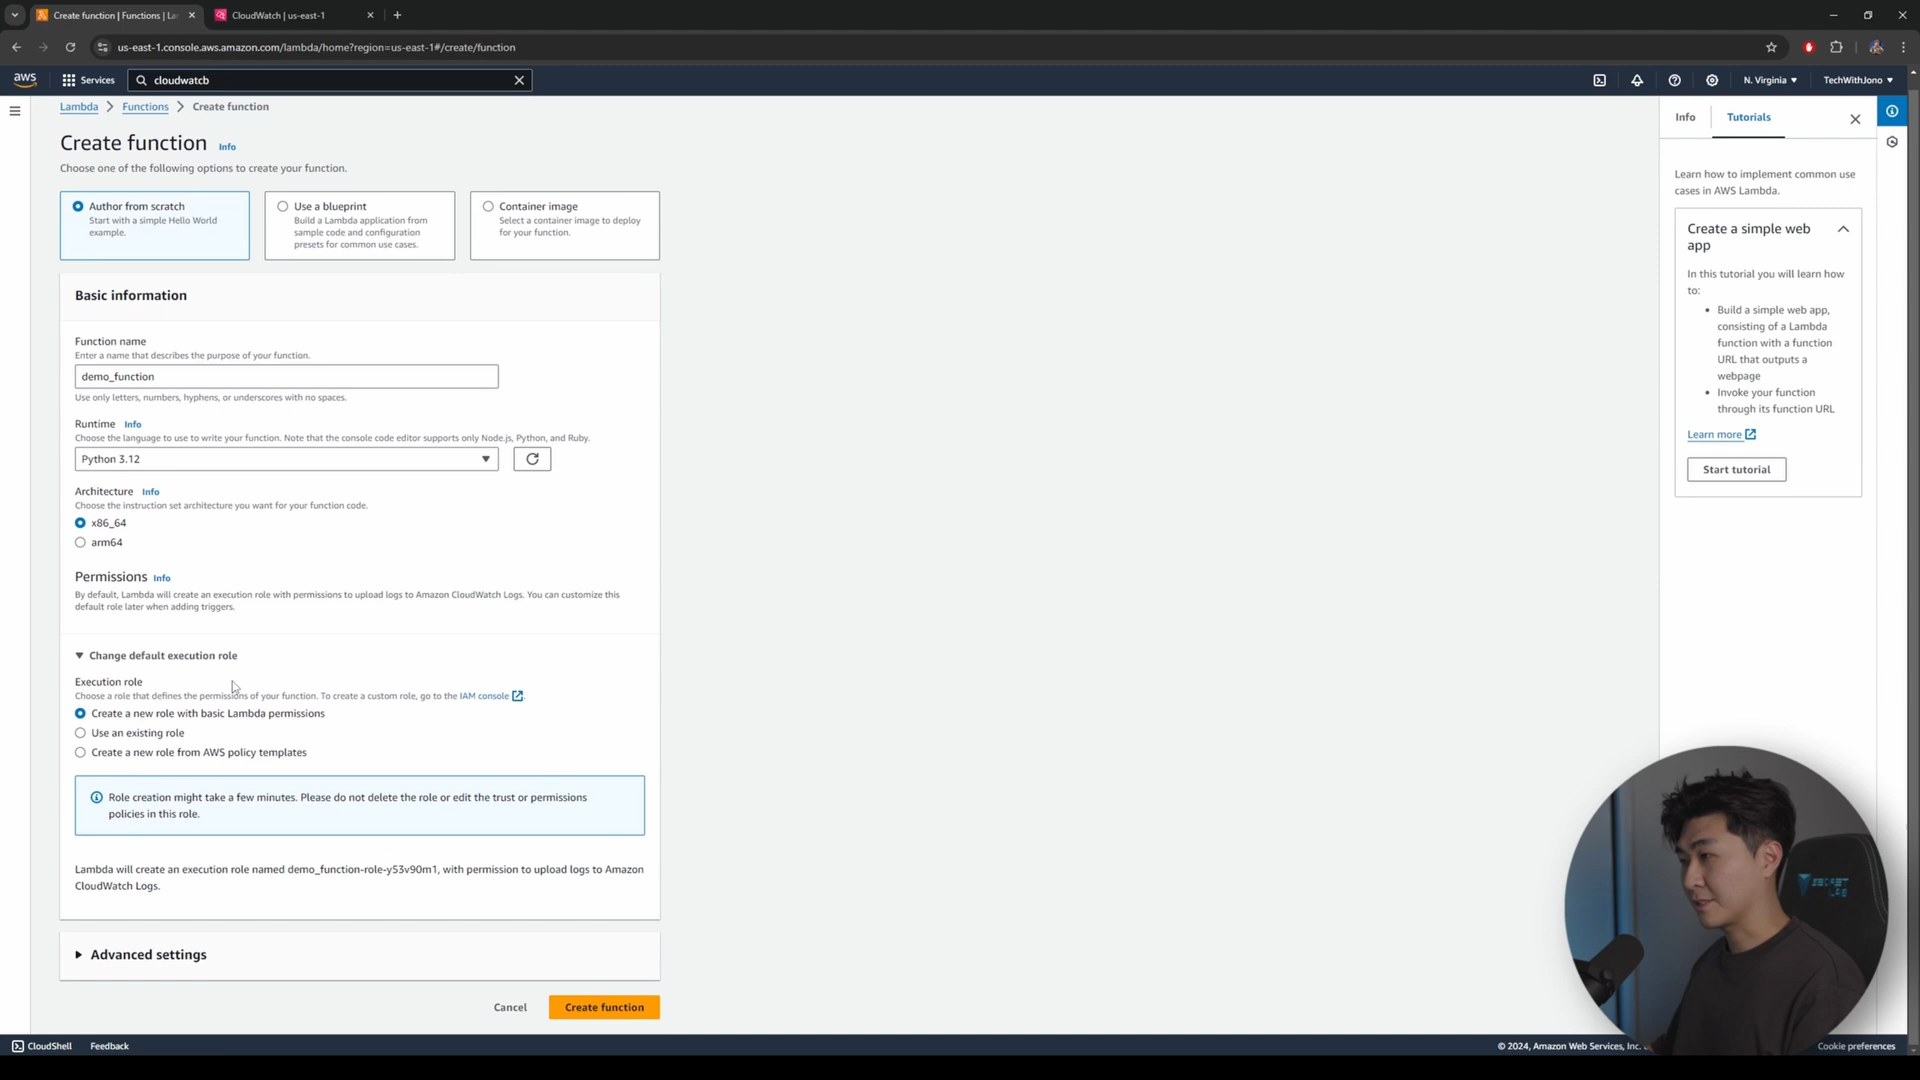 Create function | Functions | La
CloudWatch | us-east-1
us-east-1.console.aws.amazon.com/lambda/home?region=us-east-1#/create/function
aws
Services
cloudwatcb
N. Virginia
TechWithJono
Lambda > Functions > Create function
Create function Info
Choose one of the following options to create your function.
Author from scratch
Start with a simple Hello World
example.
Use a blueprint
Build a Lambda application from
sample code and configuration
presets for common use cases.
Container image
Select a container image to deploy
for your function.
Basic information
Function name
Enter a name that describes the purpose of your function.
demo_function
Use only letters, numbers, hyphens, or underscores with no spaces.
Runtime Info
Choose the language to use to write your function. Note that the console code editor supports only Node.js, Python, and Ruby.
Python 3.12
Architecture Info
Choose the instruction set architecture you want for your function code.
x86_64
arm64
Permissions Info
By default, Lambda will create an execution role with permissions to upload logs to Amazon CloudWatch Logs. You can customize this
default role later when adding triggers.
Change default execution role
Execution role
Choose a role that defines the permissions of your function. To create a custom role, go to the IAM console.
Create a new role with basic Lambda permissions
Use an existing role
Create a new role from AWS policy templates
Role creation might take a few minutes. Please do not delete the role or edit the trust or permissions
policies in this role.
Lambda will create an execution role named demo_function-role-y53v90m1, with permission to upload logs to Amazon
CloudWatch Logs.
Advanced settings
Cancel
Create function
Info
Tutorials
Learn how to implement common use
cases in AWS Lambda.
Create a simple web
app
In this tutorial you will learn how
to:
• Build a simple web app,
consisting of a Lambda
function with a function
URL that outputs a
webpage
• Invoke your function
through its function URL
Learn more
Start tutorial
SECRET
LAB
CloudShell
Feedback
© 2024, Amazon Web Services, Inc.
Cookie preferences